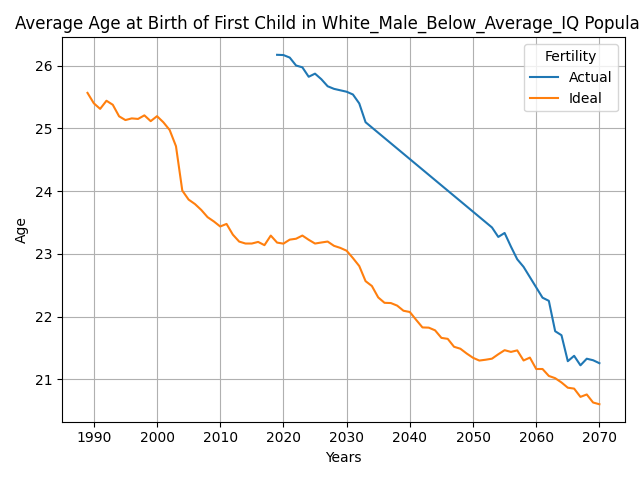 Average Age at Birth of First Child in White_Male_Below_Average_IQ Popula
Fertility
Actual
Ideal
26
25
24
23
22
21
Age
1990 2000 2010 2020 2030 2040 2050 2060 2070
Years